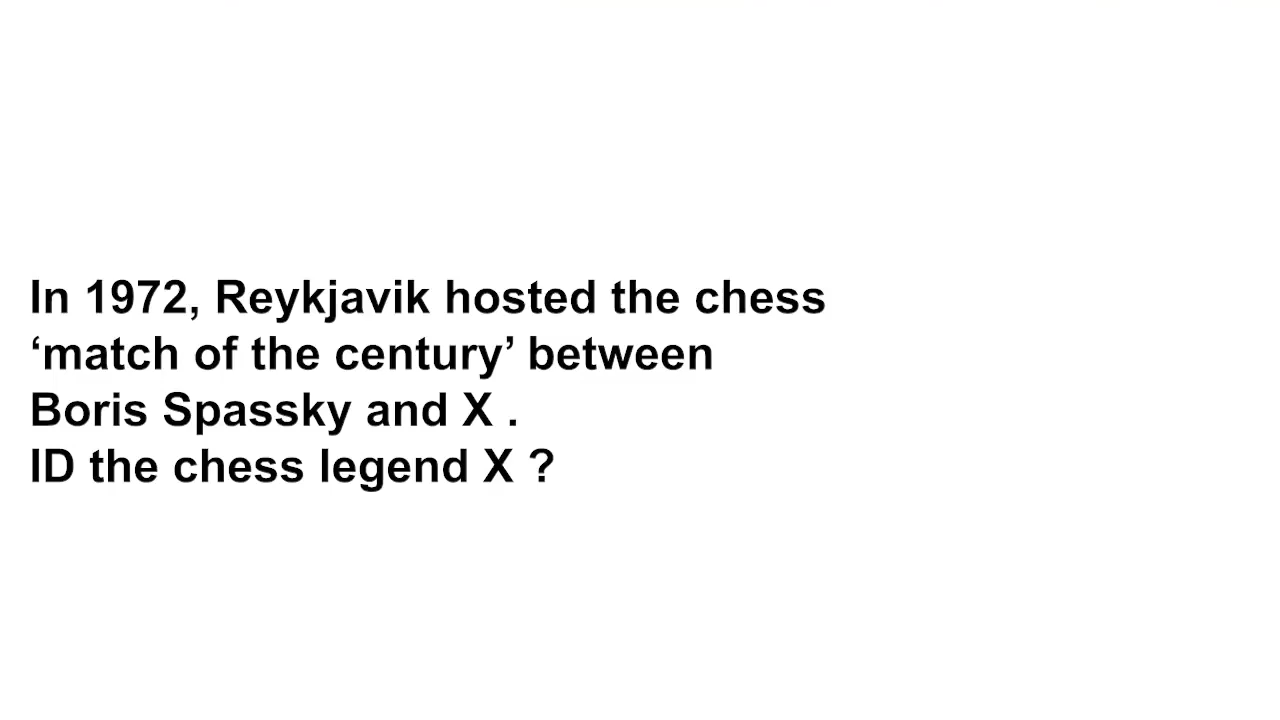 In 1972, Reykjavik hosted the chess
‘match of the century’ between
Boris Spassky and X .
ID the chess legend X ?